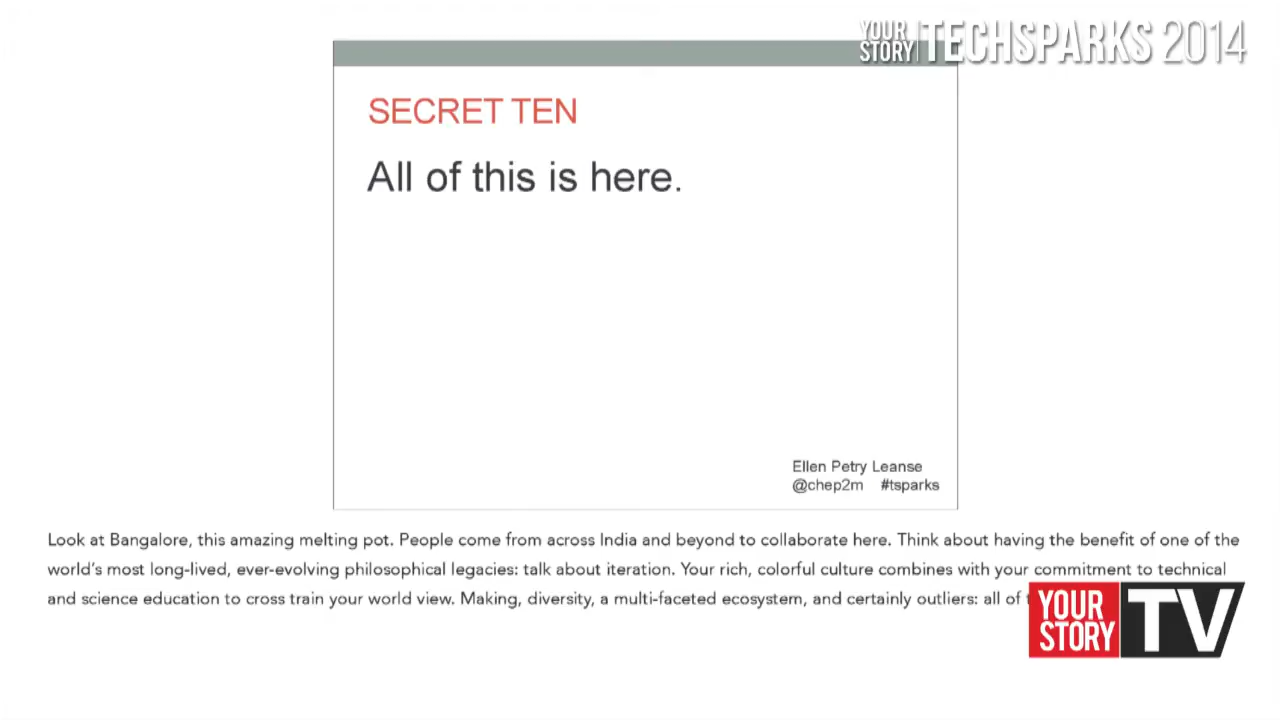 YOUR STORY TECHSPARKS 2014
SECRET TEN
All of this is here.
Ellen Petry Leanse
@chep2m #tsparks
Look at Bangalore, this amazing melting pot. People come from across India and beyond to collaborate here. Think about having the benefit of one of the
world's most long-lived, ever-evolving philosophical legacies: talk about iteration. Your rich, colorful culture combines with your commitment to technical
and science education to cross train your world view. Making, diversity, a multi-faceted ecosystem, and certainly outliers: all of
YOUR STORY TV